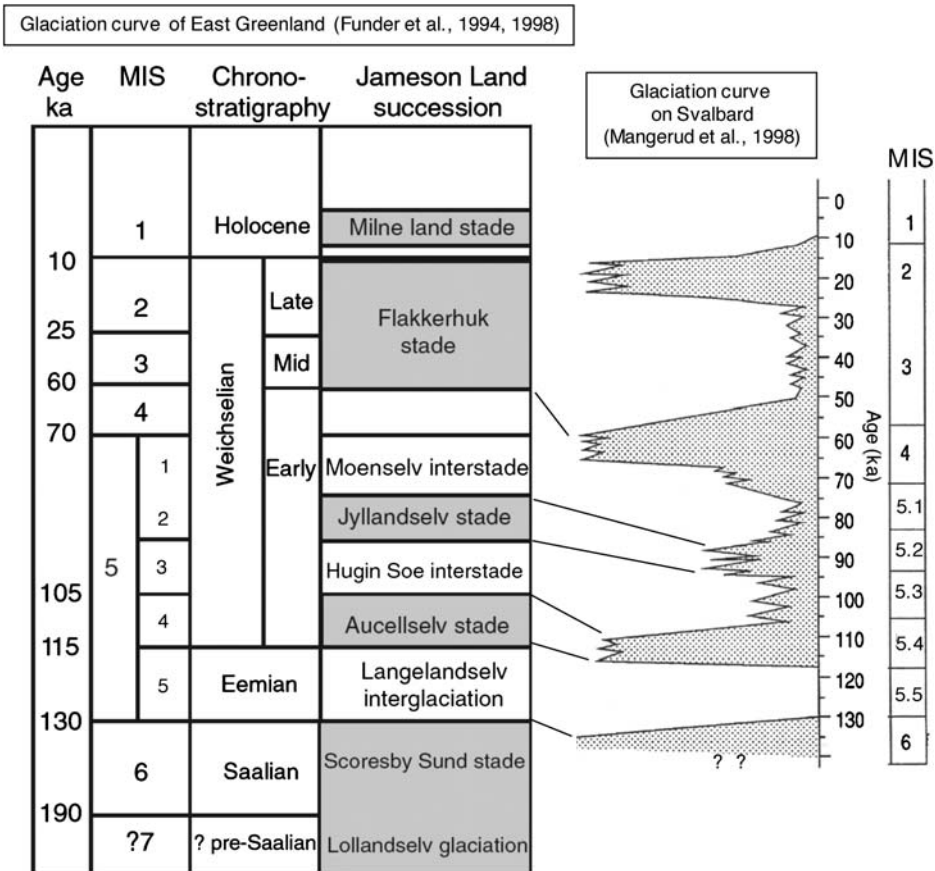 Glaciation curve of East Greenland (Funder et al., 1994, 1998)
Age
ka
MIS
Chrono-
stratigraphy
Jameson Land
succession
10
25
60
70
105
115
130
190
1
2
3
4
5
1
2
3
4
5
6
?7
Holocene
Weichselian
Late
Mid
Early
Eemian
Saalian
? pre-Saalian
Milne land stade
Flakkerhuk
stade
Moenselv interstade
Jyllandselv stade
Hugin Soe interstade
Aucellselv stade
Langelandselv
interglaciation
Scoresby Sund stade
Lollandselv glaciation
Glaciation curve
on Svalbard
(Mangerud et al., 1998)
0
10
20
30
40
50
60
70
80
90
100
110
120
130
Age (ka)
? ?
MIS
1
2
3
4
5.1
5.2
5.3
5.4
5.5
6